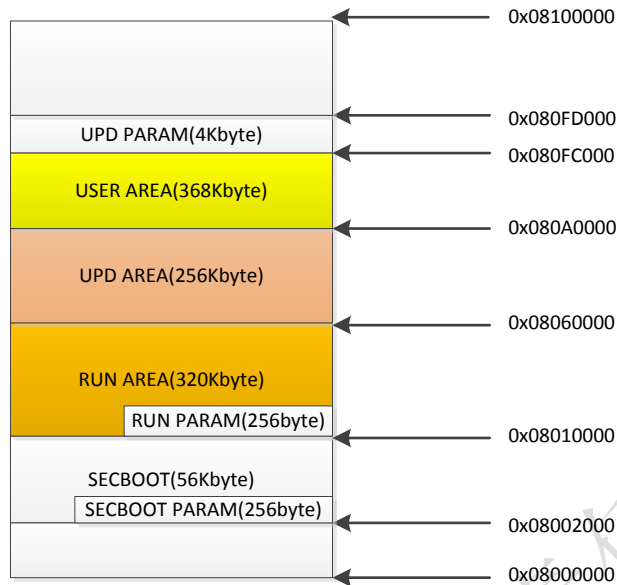 0x08100000
0x080FD000
UPD PARAM(4Kbyte)
0x080FC000
USER AREA(368Kbyte)
0x080A0000
UPD AREA(256Kbyte)
0x08060000
RUN AREA(320Kbyte)
RUN PARAM(256byte)
0x08010000
SECBOOT(56Kbyte)
SECBOOT PARAM(256byte)
0x08002000
0x08000000